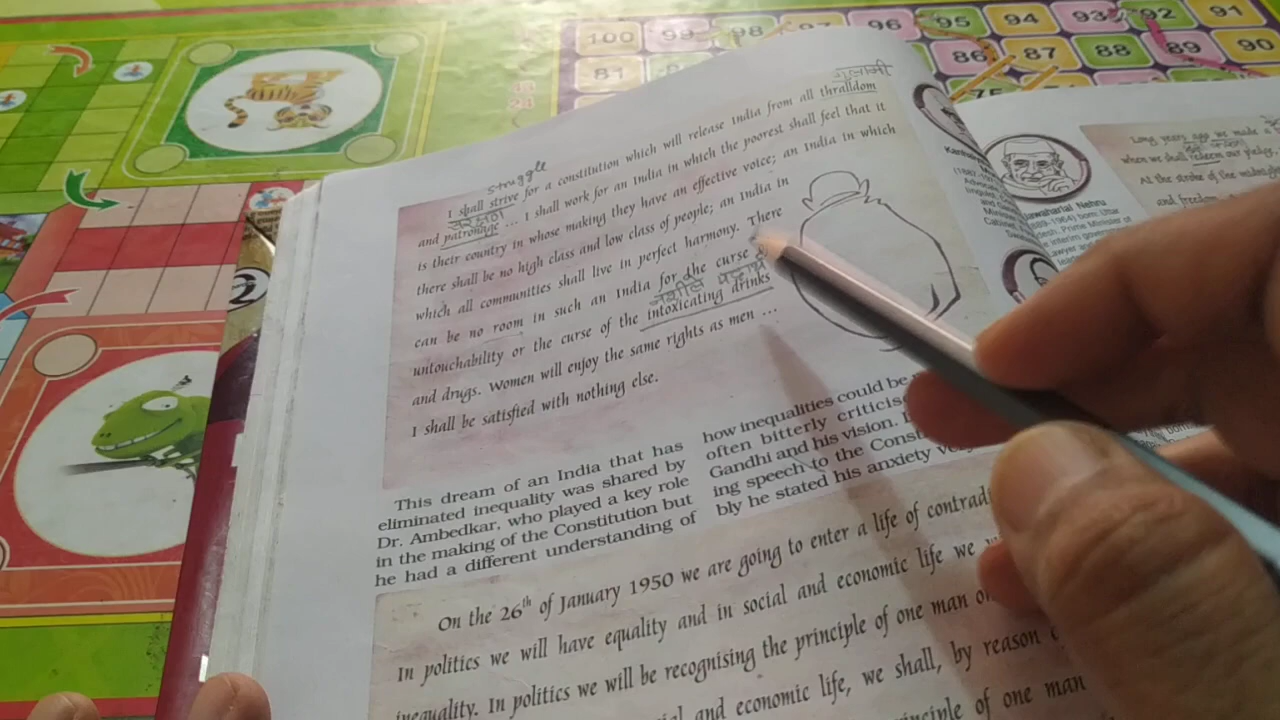 100 99 98 97 96 95 94 93 92 91
81 86 87 88 89 90
75
2
गुलामी
struggle
I shall strive for a constitution which will release India from all thralldom
संरक्षण
and patronage ... I shall work for an India in which the poorest shall feel that it
is their country in whose making they have an effective voice; an India in which
there shall be no high class and low class of people; an India in
which all communities shall live in perfect harmony. There
can be no room in such an India for the curse
नशीले पदार्थ
untouchability or the curse of the intoxicating drinks
and drugs. Women will enjoy the same rights as men ...
I shall be satisfied with nothing else.
This dream of an India that has
eliminated inequality was shared by
Dr. Ambedkar, who played a key role
in the making of the Constitution but
he had a different understanding of
how inequalities could be
often bitterly
Gandhi and his vision.
ing speech to the
bly he stated his anxiety
On the 26th of January 1950 we are going to enter a life of
In politics we will have equality and in social and economic life we
inequality. In politics we will be recognising the principle of one man
and economic life, we shall, by reason
of one man
Long years ago we made a
when we shall redeem our pledge,
At the stroke of the
and freedom
Jawaharlal Nehru
Prime Minister of
interim government